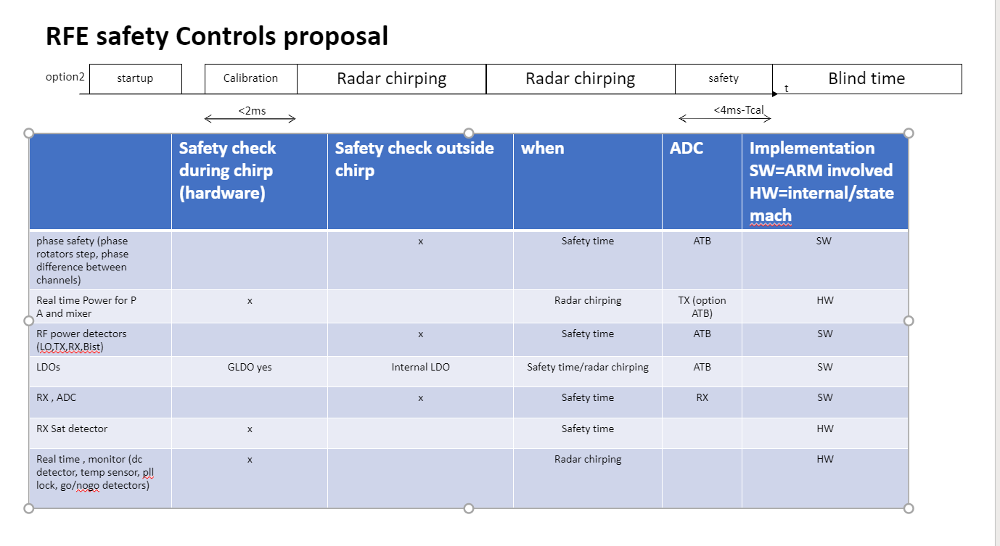 RFE safety Controls proposal
option2
startup
Calibration
Radar chirping
Radar chirping
safety
t
Blind time
<2ms
<4ms-Tcal
Safety check
during chirp
(hardware)
Safety check outside
chirp
when
ADC
Implementation
SW=ARM involved
HW=internal/state
mach
phase safety (phase
rotators step, phase
difference between
channels)
x
Safety time
ATB
SW
Real time Power for P
A and mixer
x
Radar chirping
TX (option
ATB)
HW
RF power detectors
(LO,TX,RX,Bist)
x
Safety time
ATB
SW
LDOs
GLDO yes
Internal LDO
Safety time/radar chirping
ATB
SW
RX , ADC
x
Safety time
RX
SW
RX Sat detector
x
Safety time
HW
Real time , monitor (dc
detector, temp sensor, pll
lock, go/nogo detectors)
x
Radar chirping
HW